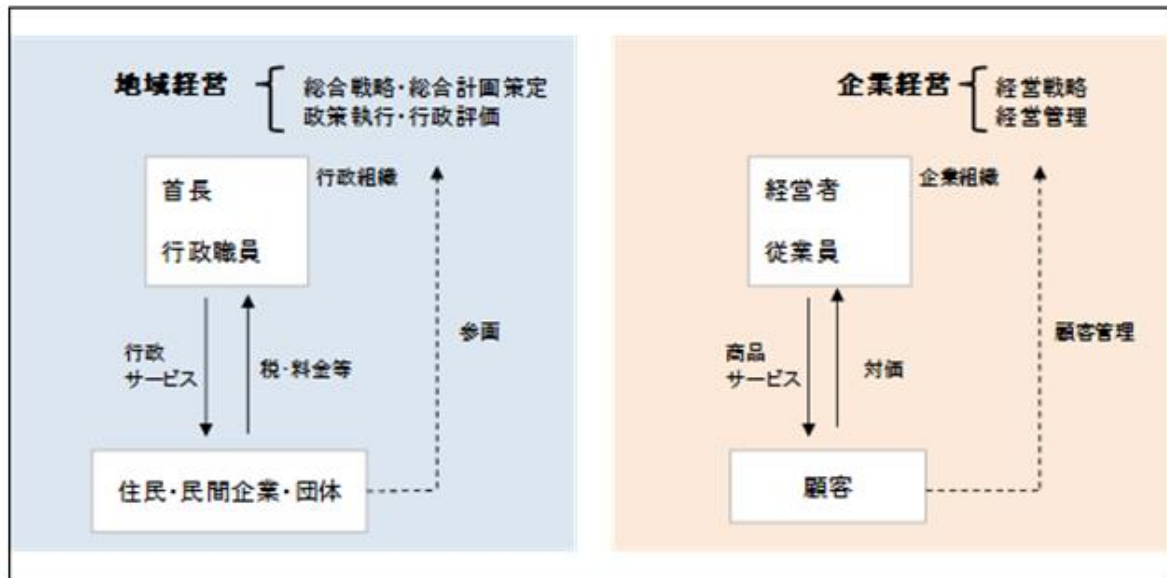 地域経営
総合戦略・総合計画策定
政策執行・行政評価
首長
行政職員
行政組織
行政
サービス
税・料金等
参画
住民・民間企業・団体
企業経営
経営戦略
経営管理
経営者
従業員
企業組織
商品
サービス
対価
顧客管理
顧客